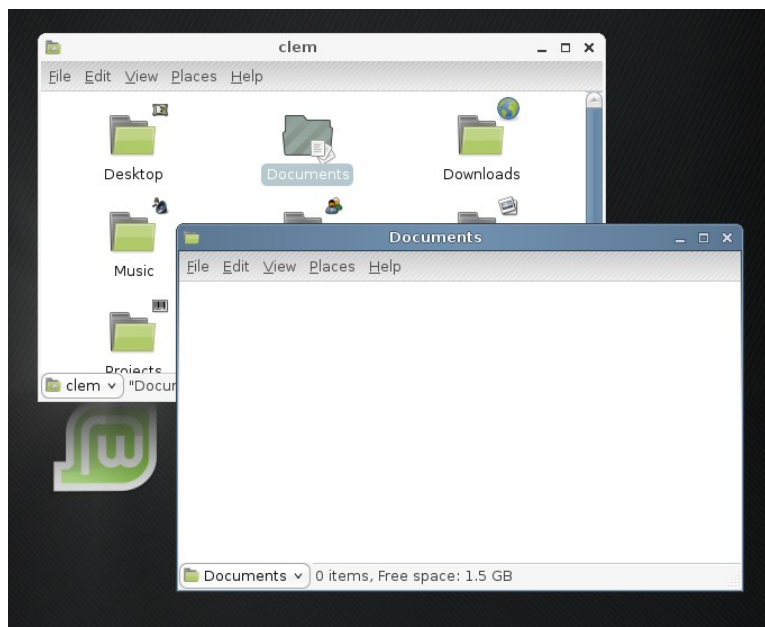 clem
File Edit View Places Help
Desktop Documents Downloads
Music
Projects
clem "Docum
Documents
File Edit View Places Help
Documents 0 items, Free space: 1.5 GB